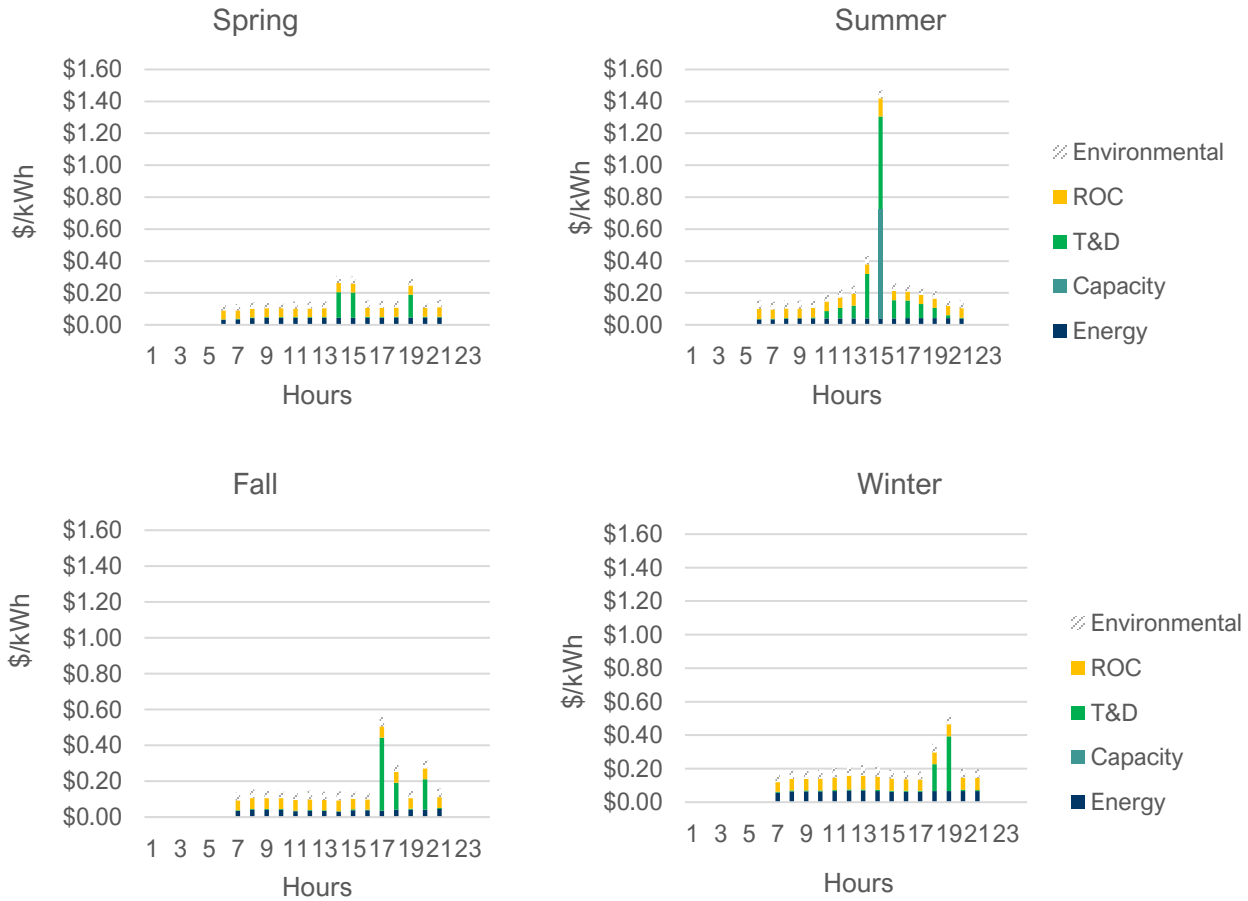 Spring
$1.60
$1.40
$1.20
$1.00
$0.80
$0.60
$0.40
$0.20
$0.00
$/kWh
1 3 5 7 9 11 13 15 17 19 21 23
Hours
Summer
$1.60
$1.40
$1.20
$1.00
$0.80
$0.60
$0.40
$0.20
$0.00
$/kWh
1 3 5 7 9 11 13 15 17 19 21 23
Hours
Environmental
ROC
T&D
Capacity
Energy
Fall
$1.60
$1.40
$1.20
$1.00
$0.80
$0.60
$0.40
$0.20
$0.00
$/kWh
1 3 5 7 9 11 13 15 17 19 21 23
Hours
Winter
$1.60
$1.40
$1.20
$1.00
$0.80
$0.60
$0.40
$0.20
$0.00
$/kWh
1 3 5 7 9 11 13 15 17 19 21 23
Hours
Environmental
ROC
T&D
Capacity
Energy